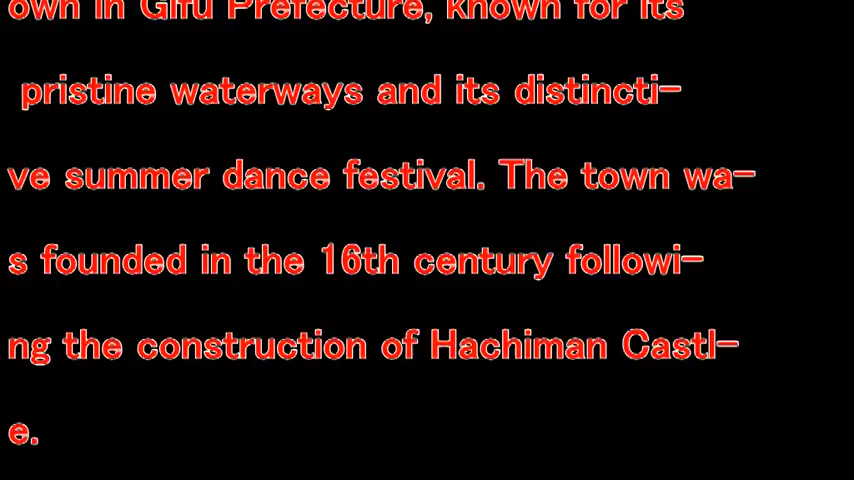 own in Gifu Prefecture, known for its
pristine waterways and its distincti-
ve summer dance festival. The town wa-
s founded in the 16th century followi-
ng the construction of Hachiman Castl-
e.